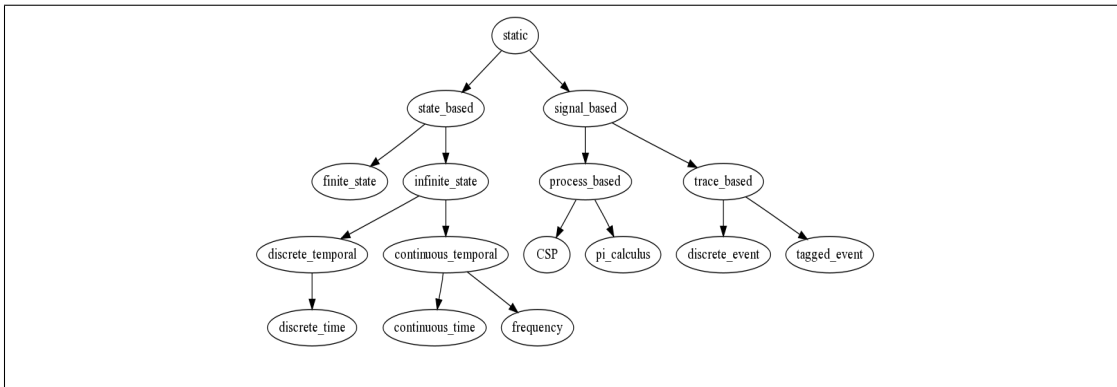 static
state_based signal_based
finite_state infinite_state process_based trace_based
discrete_temporal continuous_temporal CSP pi_calculus discrete_event tagged_event
discrete_time continuous_time frequency